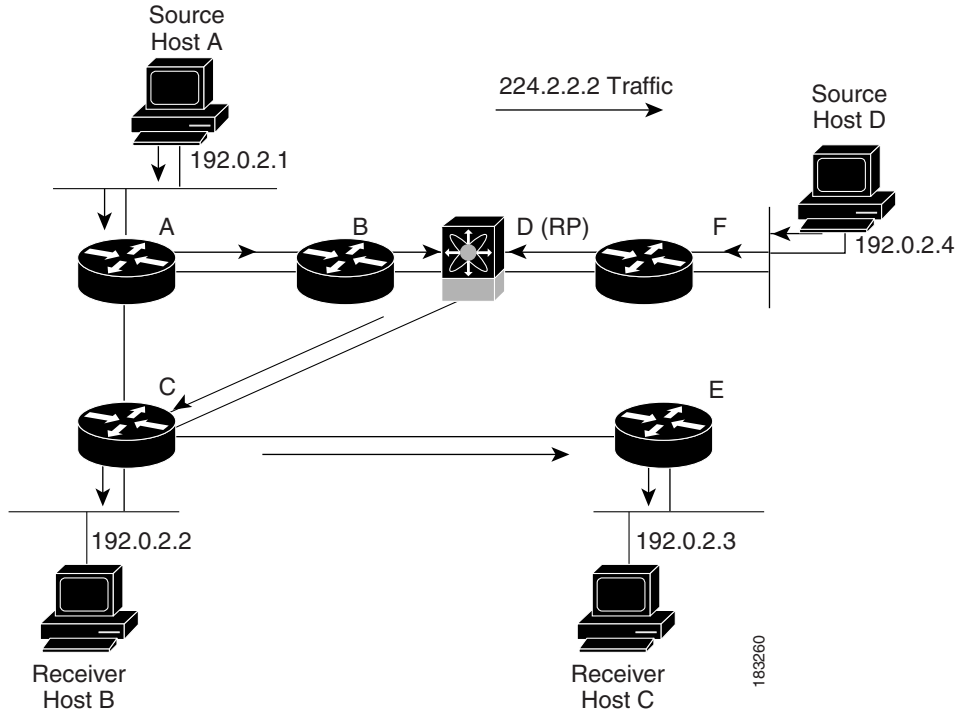 Source
Host A
224.2.2.2 Traffic
Source
Host D
192.0.2.1
A
B
D (RP)
F
192.0.2.4
C
E
192.0.2.2
192.0.2.3
Receiver
Host B
Receiver
Host C
183260